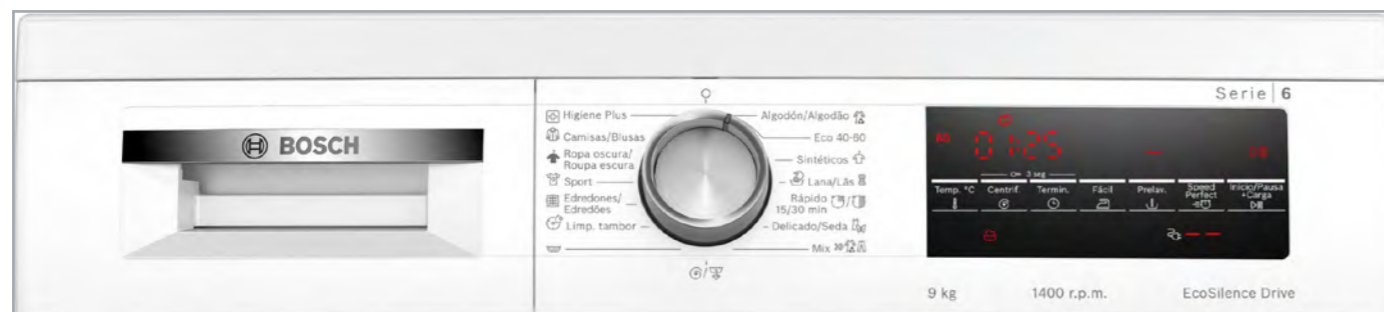 Serie 6
BOSCH
Higiene Plus
Camisas/Blusas
Ropa oscura/
Roupa escura
Sport
Edredones/
Edredões
Limp. tambor
Algodón/Algodão
Eco 40-60
Sintéticos
Lana/Lãs
Rápido
15/30 min
Delicado/Seda
Mix
01:25
3 seg
Temp. °C
Centrif.
Termin.
Fácil
Prelav.
Speed
Perfect
Inicio/Pausa
+Carga
9 kg
1400 r.p.m.
EcoSilence Drive